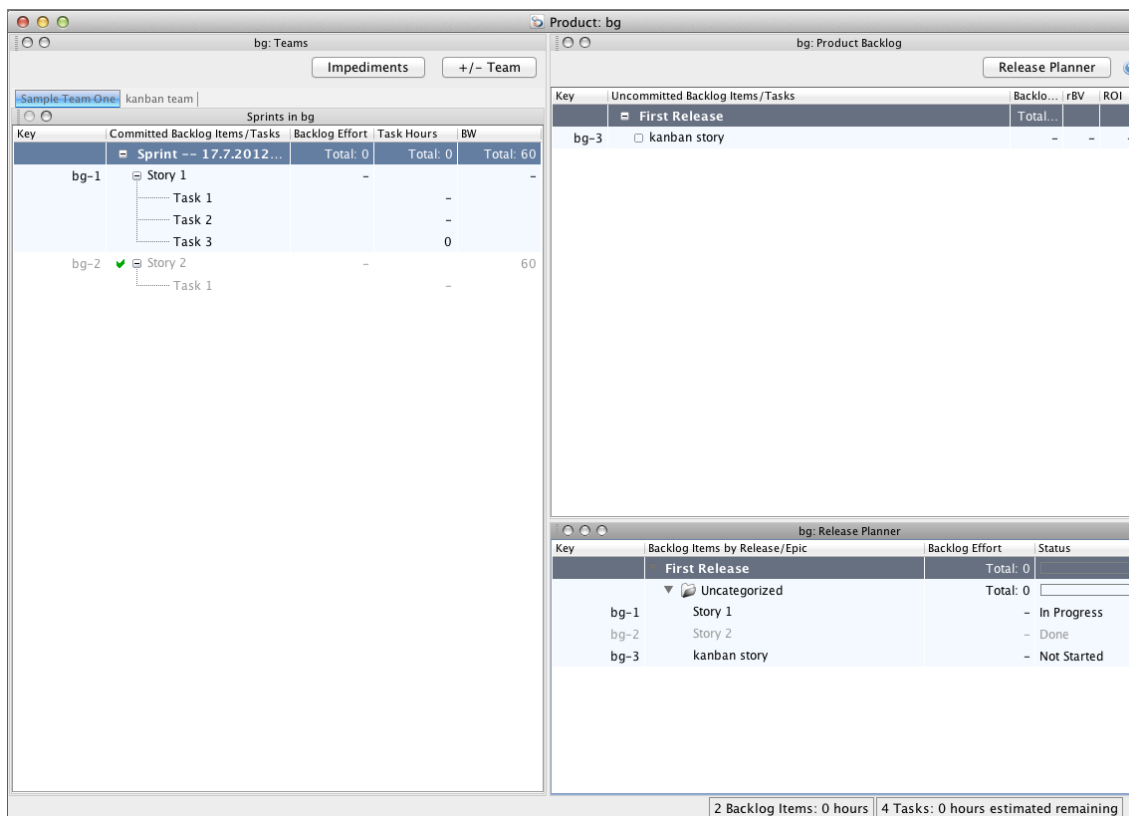 Product: bg
bg: Teams
Impediments +/- Team
Sample Team One kanban team
Sprints in bg
Key Committed Backlog Items/Tasks Backlog Effort Task Hours BW
Sprint -- 17.7.2012... Total: 0 Total: 0 Total: 60
bg-1 Story 1 - -
Task 1 -
Task 2 -
Task 3 0
bg-2 Story 2 - 60
Task 1 -
bg: Product Backlog
Release Planner
Key Uncommitted Backlog Items/Tasks Backlo... rBV ROI
First Release Total...
bg-3 kanban story - - -
bg: Release Planner
Key Backlog Items by Release/Epic Backlog Effort Status
First Release Total: 0
Uncategorized Total: 0
bg-1 Story 1 - In Progress
bg-2 Story 2 - Done
bg-3 kanban story - Not Started
2 Backlog Items: 0 hours 4 Tasks: 0 hours estimated remaining